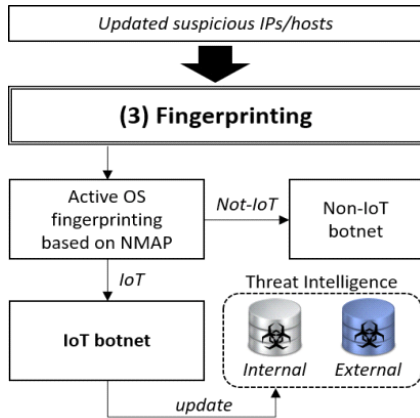 Updated suspicious IPs/hosts
(3) Fingerprinting
Active OS
fingerprinting
based on NMAP
Not-IoT
Non-IoT
botnet
IoT
Threat Intelligence
IoT botnet
Internal
External
update